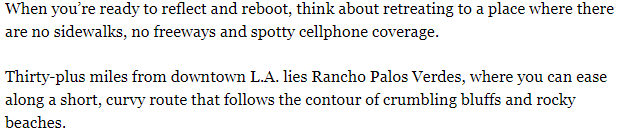 When you’re ready to reflect and reboot, think about retreating to a place where there
are no sidewalks, no freeways and spotty cellphone coverage.
Thirty-plus miles from downtown L.A. lies Rancho Palos Verdes, where you can ease
along a short, curvy route that follows the contour of crumbling bluffs and rocky
beaches.